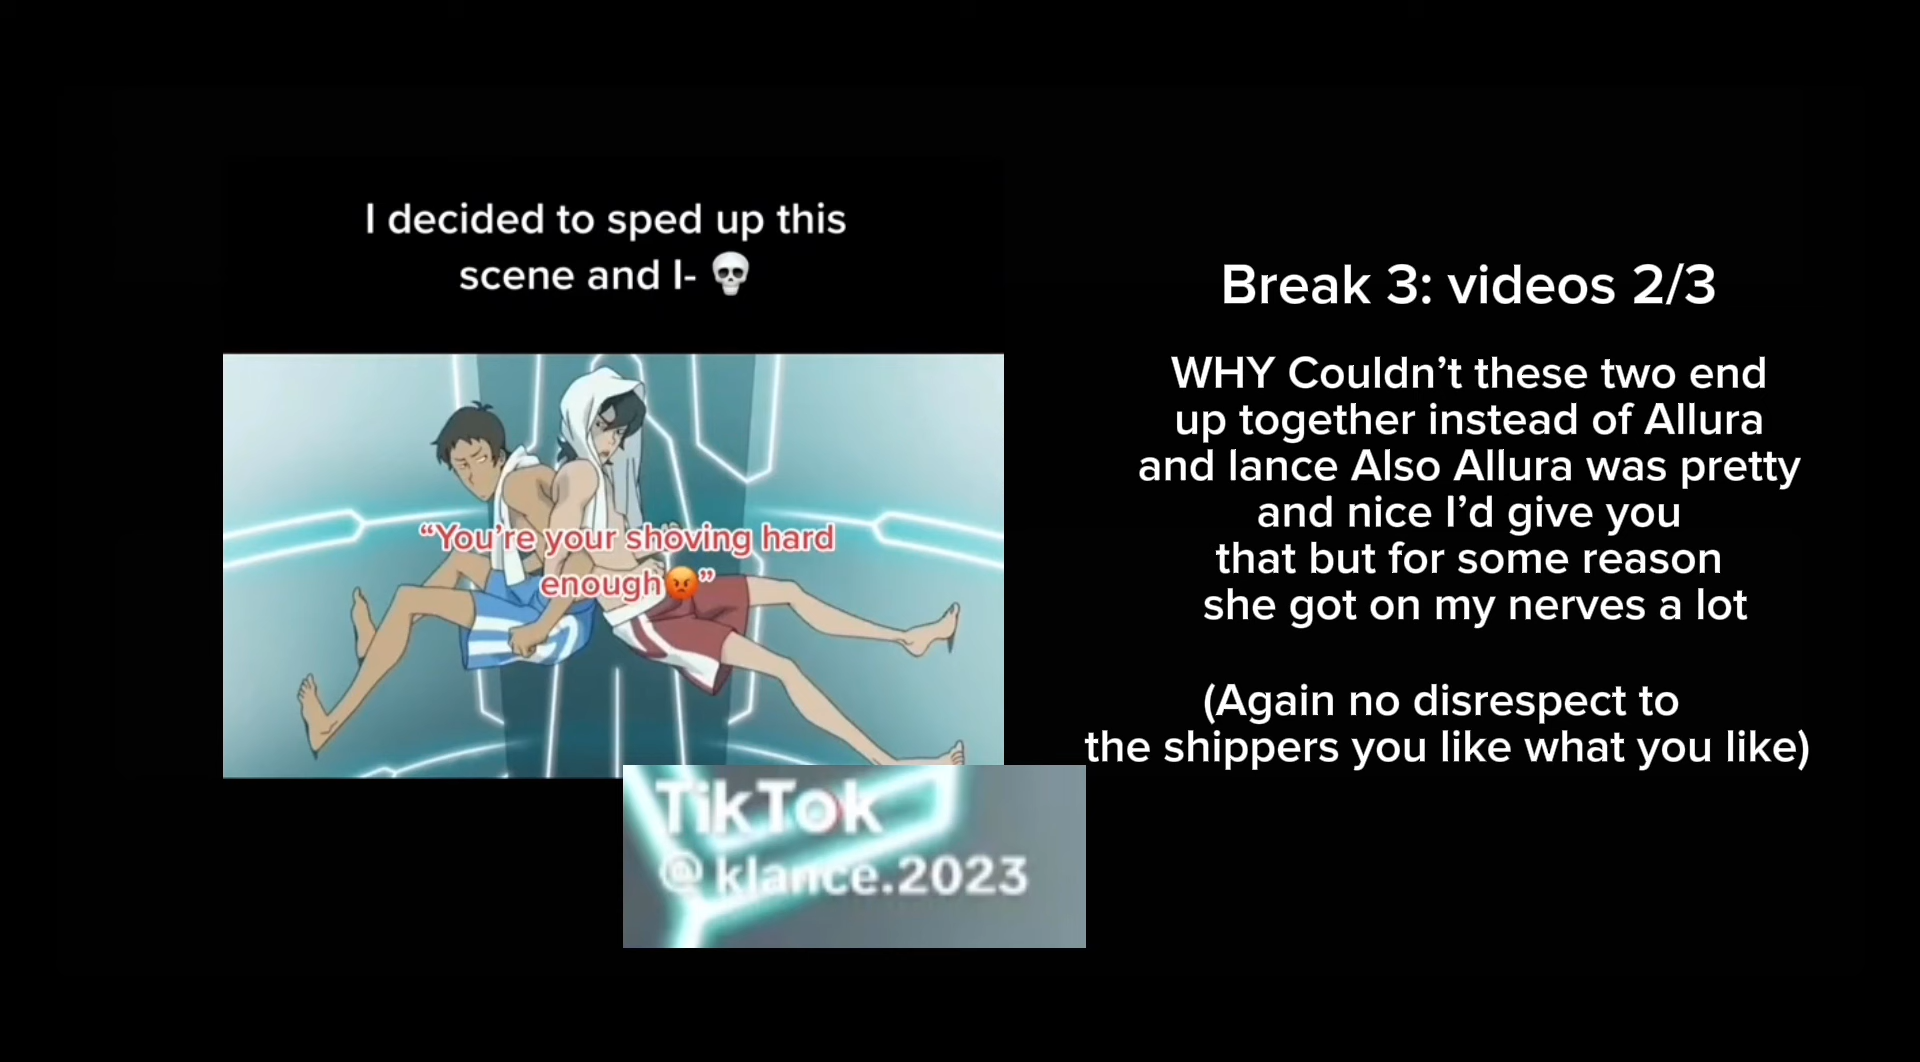 I decided to sped up this
scene and I- 💀
“You’re your shoving hard
enough😡”
TikTok
@klance.2023
Break 3: videos 2/3
WHY Couldn’t these two end
up together instead of Allura
and lance Also Allura was pretty
and nice I’d give you
that but for some reason
she got on my nerves a lot
(Again no disrespect to
the shippers you like what you like)